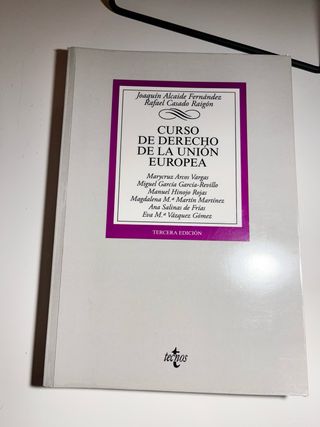 Joaquín Alcaide Fernández
Rafael Casado Raigón
CURSO
DE DERECHO
DE LA UNIÓN
EUROPEA
Marycruz Arcos Vargas
Miguel García García-Revillo
Manuel Hinojo Rojas
Magdalena M.ª Martín Martínez
Ana Salinas de Frías
Eva M.ª Vázquez Gómez
TERCERA EDICIÓN
tecnos